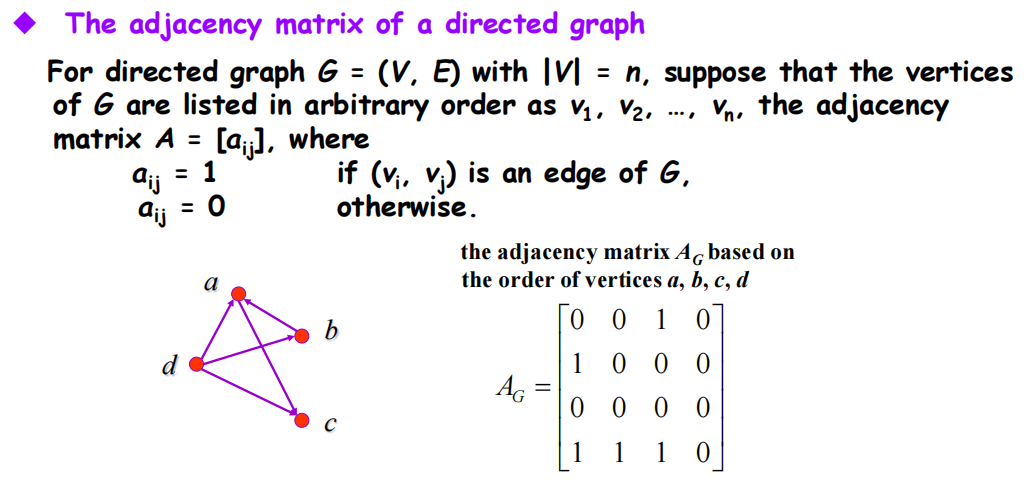 ◆ The adjacency matrix of a directed graph
For directed graph G = (V, E) with |V| = n, suppose that the vertices
of G are listed in arbitrary order as v₁, v₂, …, vₙ, the adjacency
matrix A = [aᵢⱼ], where
aᵢⱼ = 1 if (vᵢ, vⱼ) is an edge of G,
aᵢⱼ = 0 otherwise.
the adjacency matrix A_G based on
the order of vertices a, b, c, d
a
b
d
c
A_G =
0 0 1 0
1 0 0 0
0 0 0 0
1 1 1 0